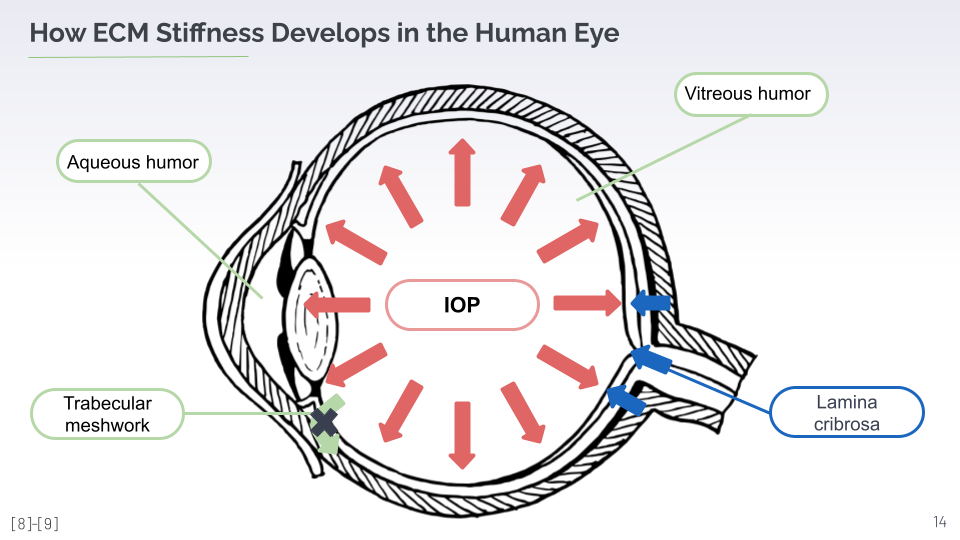 How ECM Stiffness Develops in the Human Eye
Vitreous humor
Aqueous humor
IOP
Trabecular
meshwork
Lamina
cribrosa
[8]-[9]
14